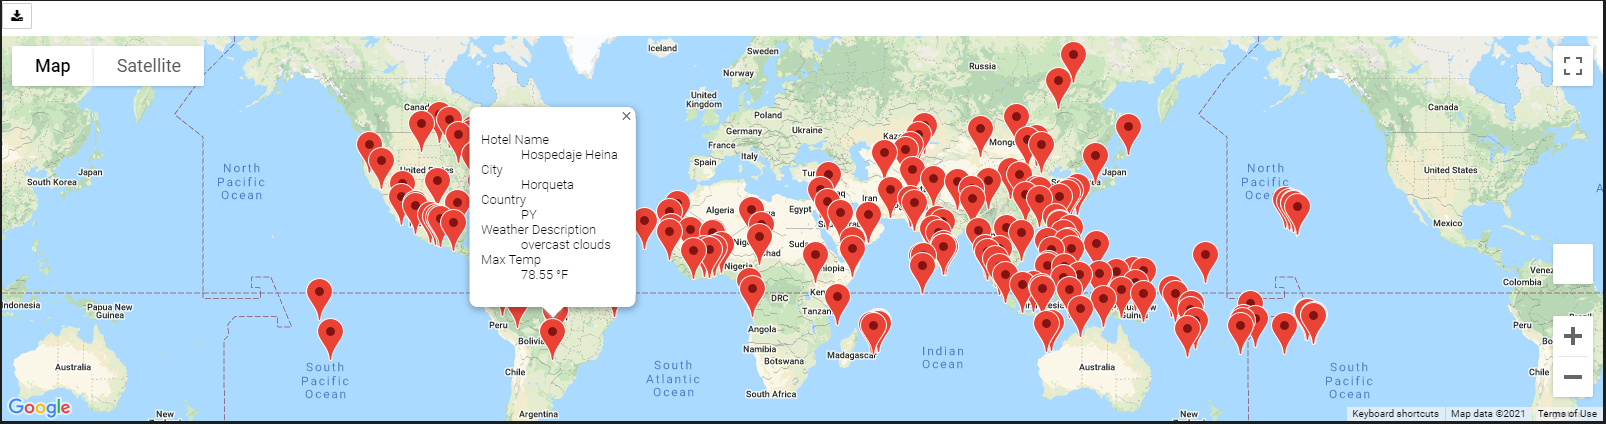 Map
Satellite
Iceland
Sweden
Norway
Russia
United
Kingdom
Poland
Germany
Ukraine
France
Spain
Italy
Japan
South Korea
North
Pacific
Ocean
Canad
United States
×
Hotel Name
Hospedaje Heina
City
Horqueta
Country
PY
Weather Description
overcast clouds
Max Temp
78.55 °F
Kaza
Mong
Japan
Algeria
Egypt
Iran
Nigeria
Sudan
DRC
Tanzania
Angola
Namibia
Botswana
Madagascar
South Africa
Indian
Ocean
South
Atlantic
Ocean
Peru
Bolivia
Chile
Argentina
Indonesia
Papua New
Guinea
Australia
New
South
Pacific
Ocean
Australia
New
North
Pacific
Ocean
Canada
United States
Mexico
Venez
Colombia
Peru
Bo
Chile
South
Pacific
Ocean
Google
Keyboard shortcuts
Map data ©2021
Terms of Use